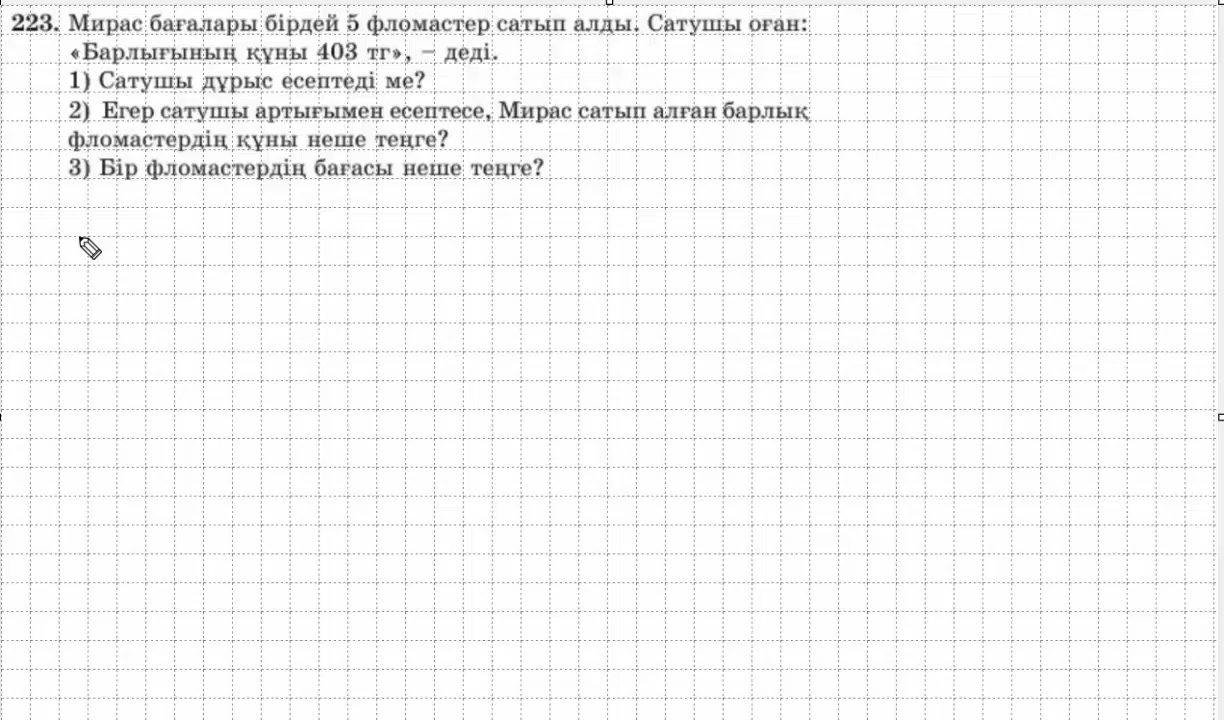 223. Мирас бағалары бірдей 5 фломастер сатып алды. Сатушы оған:
«Барлығының құны 403 тг», – деді.
1) Сатушы дұрыс есептеді ме?
2) Егер сатушы артығымен есептесе, Мирас сатып алған барлық
фломастердің құны неше теңге?
3) Бір фломастердің бағасы неше теңге?